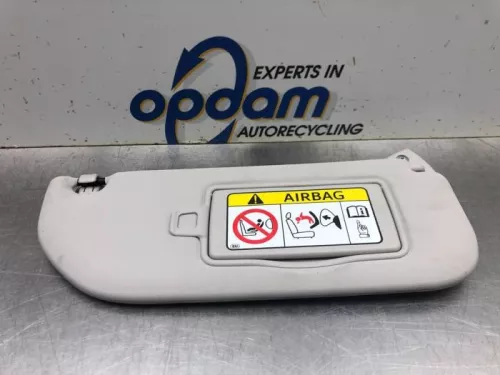 EXPERTS IN
opdam
AUTORECYCLING
AIRBAG